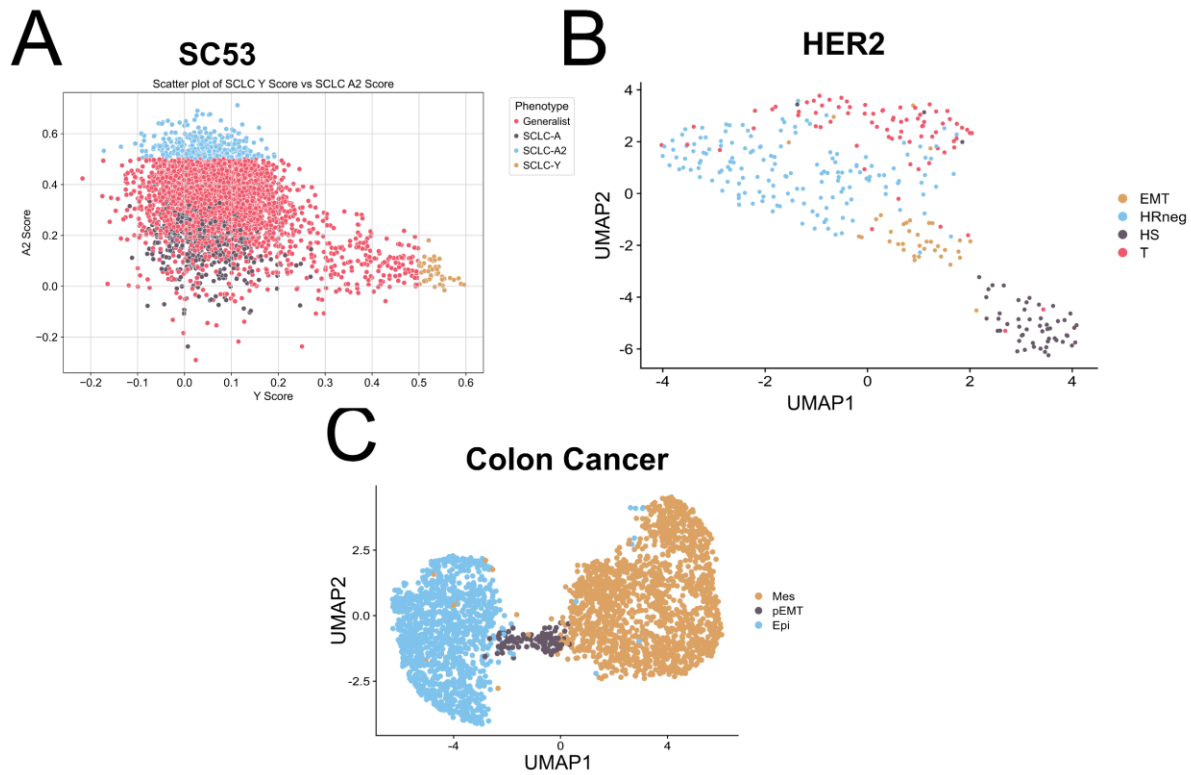 A
SC53
Scatter plot of SCLC Y Score vs SCLC A2 Score
0.6
0.4
0.2
0.0
−0.2
A2 Score
−0.2 −0.1 0.0 0.1 0.2 0.3 0.4 0.5 0.6
Y Score
Phenotype
Generalist
SCLC-A
SCLC-A2
SCLC-Y
B
HER2
4
2
0
-2
-4
-6
UMAP2
-4 -2 0 2 4
UMAP1
EMT
HRneg
HS
T
C
Colon Cancer
2.5
0.0
-2.5
UMAP2
-4 0 4
UMAP1
Mes
pEMT
Epi